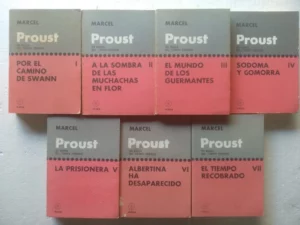 MARCEL
Proust
POR EL
CAMINO
DE SWANN
I
MARCEL
Proust
A LA SOMBRA
DE LAS
MUCHACHAS
EN FLOR
II
MARCEL
Proust
EL MUNDO
DE LOS
GUERMANTES
III
MARCEL
Proust
SODOMA
Y GOMORRA
IV
MARCEL
Proust
LA PRISIONERA V
MARCEL
Proust
ALBERTINA VI
HA
DESAPARECIDO
MARCEL
Proust
EL TIEMPO VII
RECOBRADO